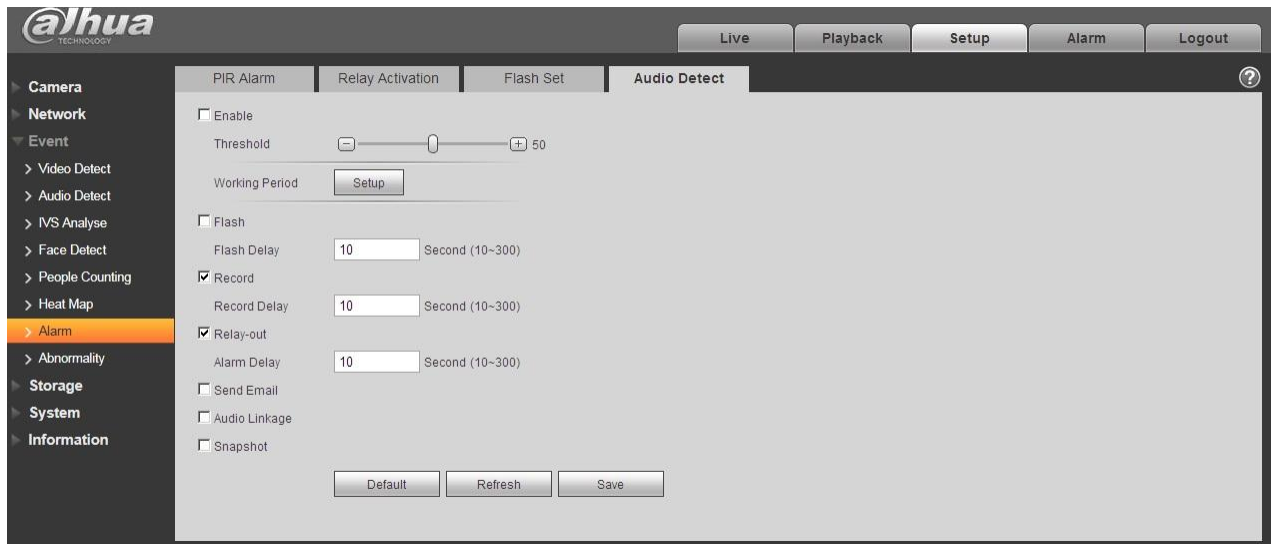 alhua
TECHNOLOGY
Live Playback Setup Alarm Logout
PIR Alarm Relay Activation Flash Set Audio Detect ?
Camera
Network
Event
Video Detect
Audio Detect
IVS Analyse
Face Detect
People Counting
Heat Map
Alarm
Abnormality
Storage
System
Information
Enable
Threshold 50
Working Period Setup
Flash
Flash Delay 10 Second (10~300)
Record
Record Delay 10 Second (10~300)
Relay-out
Alarm Delay 10 Second (10~300)
Send Email
Audio Linkage
Snapshot
Default Refresh Save